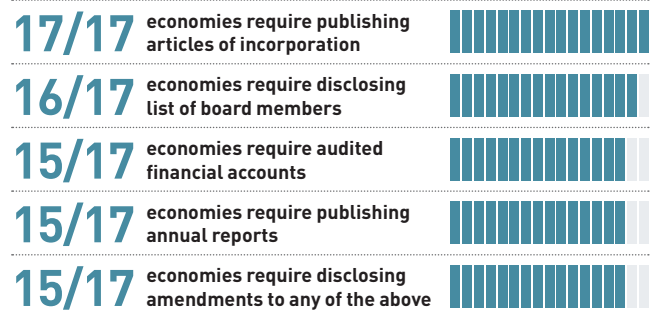 17/17 economies require publishing
articles of incorporation
16/17 economies require disclosing
list of board members
15/17 economies require audited
financial accounts
15/17 economies require publishing
annual reports
15/17 economies require disclosing
amendments to any of the above